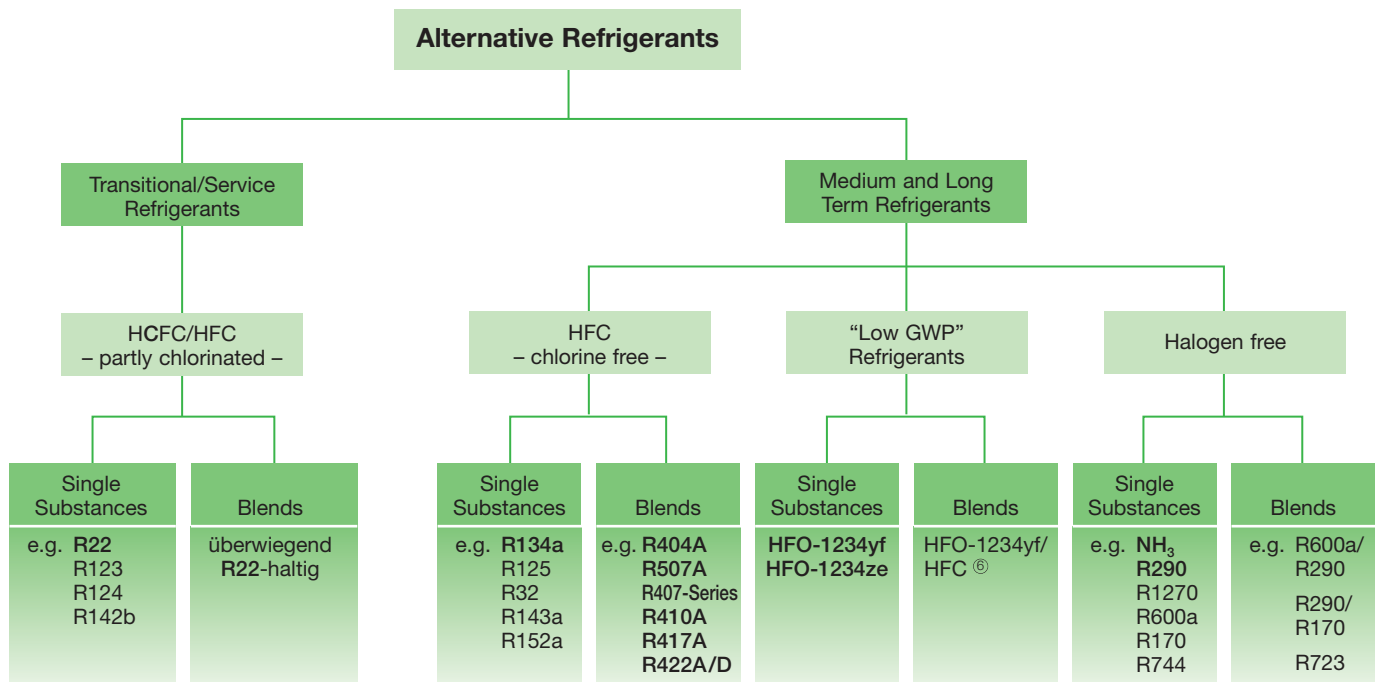 Alternative Refrigerants
Transitional/Service
Refrigerants
Medium and Long
Term Refrigerants
HCFC/HFC
– partly chlorinated –
HFC
– chlorine free –
“Low GWP”
Refrigerants
Halogen free
Single
Substances
Blends
Single
Substances
Blends
Single
Substances
Blends
Single
Substances
Blends
e.g. R22
R123
R124
R142b
überwiegend
R22-haltig
e.g. R134a
R125
R32
R143a
R152a
e.g. R404A
R507A
R407-Series
R410A
R417A
R422A/D
HFO-1234yf
HFO-1234ze
HFO-1234yf/
HFC ⑥
e.g. NH₃
R290
R1270
R600a
R170
R744
e.g. R600a/
R290
R290/
R170
R723